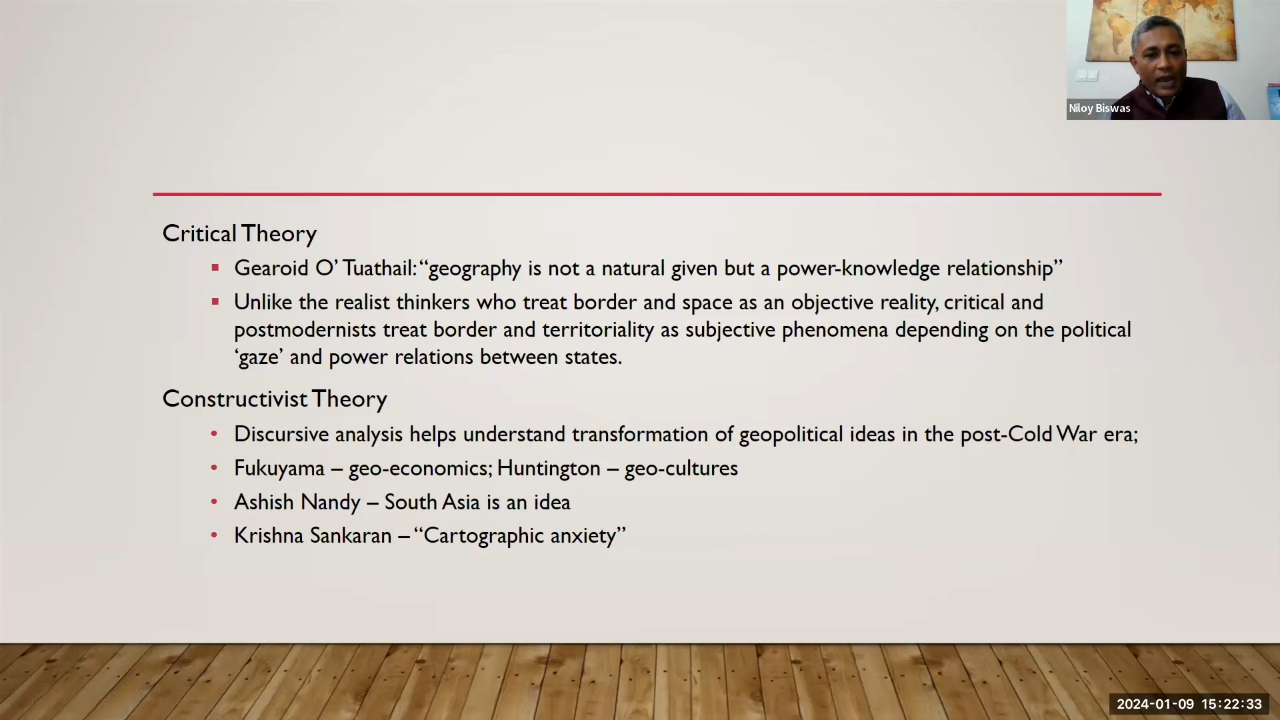 Niloy Biswas
Critical Theory
▪ Gearoid O’ Tuathail: “geography is not a natural given but a power-knowledge relationship”
▪ Unlike the realist thinkers who treat border and space as an objective reality, critical and
postmodernists treat border and territoriality as subjective phenomena depending on the political
‘gaze’ and power relations between states.
Constructivist Theory
• Discursive analysis helps understand transformation of geopolitical ideas in the post-Cold War era;
• Fukuyama – geo-economics; Huntington – geo-cultures
• Ashish Nandy – South Asia is an idea
• Krishna Sankaran – “Cartographic anxiety”
2024-01-09 15:22:33